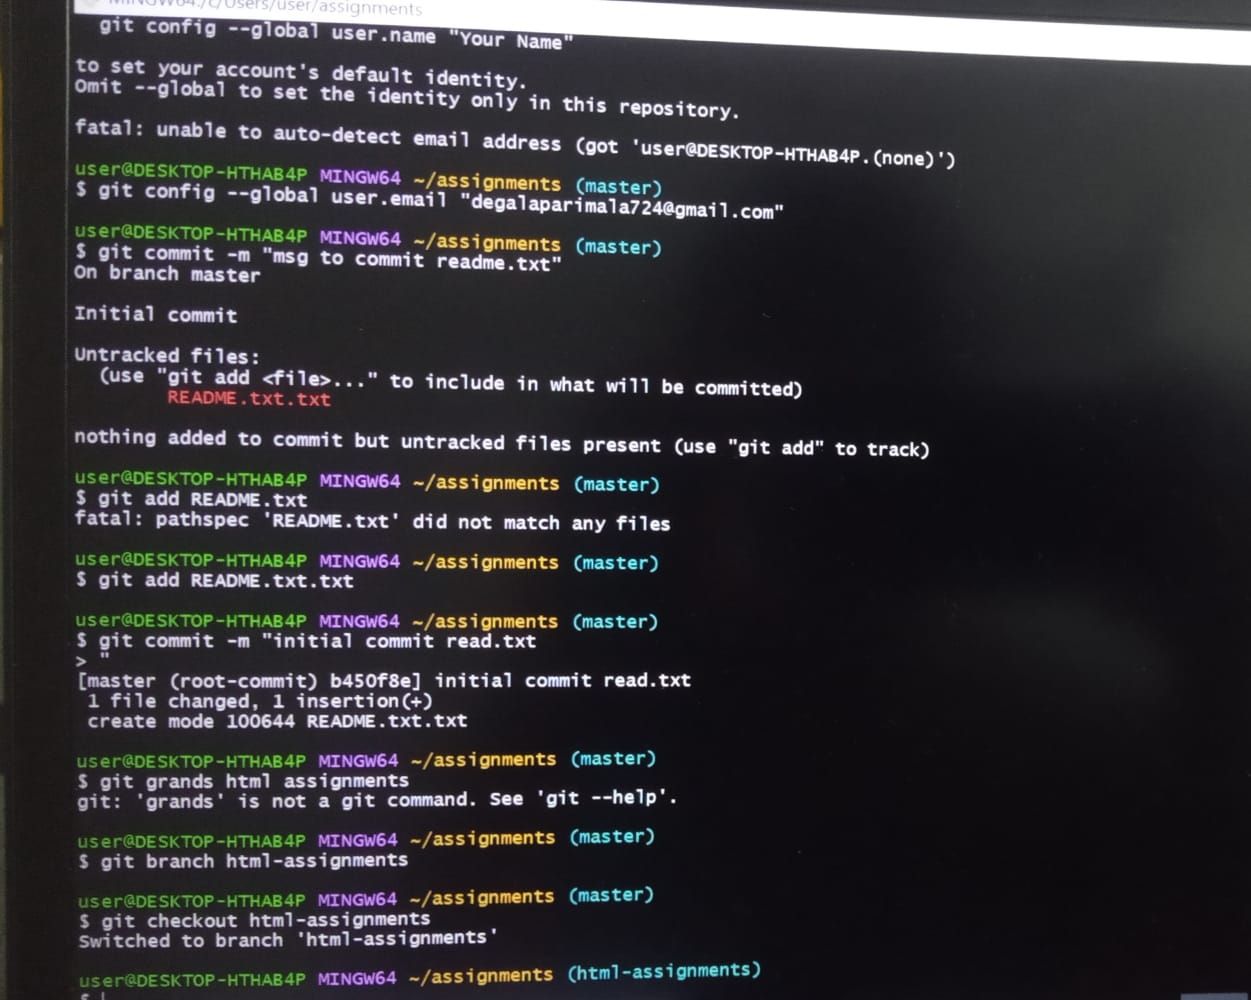 MINGW64:/c/Users/user/assignments
git config --global user.name "Your Name"
to set your account's default identity.
Omit --global to set the identity only in this repository.
fatal: unable to auto-detect email address (got 'user@DESKTOP-HTHAB4P.(none)')
user@DESKTOP-HTHAB4P MINGW64 ~/assignments (master)
$ git config --global user.email "degalaparimala724@gmail.com"
user@DESKTOP-HTHAB4P MINGW64 ~/assignments (master)
$ git commit -m "msg to commit readme.txt"
On branch master
Initial commit
Untracked files:
(use "git add <file>..." to include in what will be committed)
README.txt.txt
nothing added to commit but untracked files present (use "git add" to track)
user@DESKTOP-HTHAB4P MINGW64 ~/assignments (master)
$ git add README.txt
fatal: pathspec 'README.txt' did not match any files
user@DESKTOP-HTHAB4P MINGW64 ~/assignments (master)
$ git add README.txt.txt
user@DESKTOP-HTHAB4P MINGW64 ~/assignments (master)
$ git commit -m "initial commit read.txt
> "
[master (root-commit) b450f8e] initial commit read.txt
1 file changed, 1 insertion(+)
create mode 100644 README.txt.txt
user@DESKTOP-HTHAB4P MINGW64 ~/assignments (master)
$ git grands html assignments
git: 'grands' is not a git command. See 'git --help'.
user@DESKTOP-HTHAB4P MINGW64 ~/assignments (master)
$ git branch html-assignments
user@DESKTOP-HTHAB4P MINGW64 ~/assignments (master)
$ git checkout html-assignments
Switched to branch 'html-assignments'
user@DESKTOP-HTHAB4P MINGW64 ~/assignments (html-assignments)
$